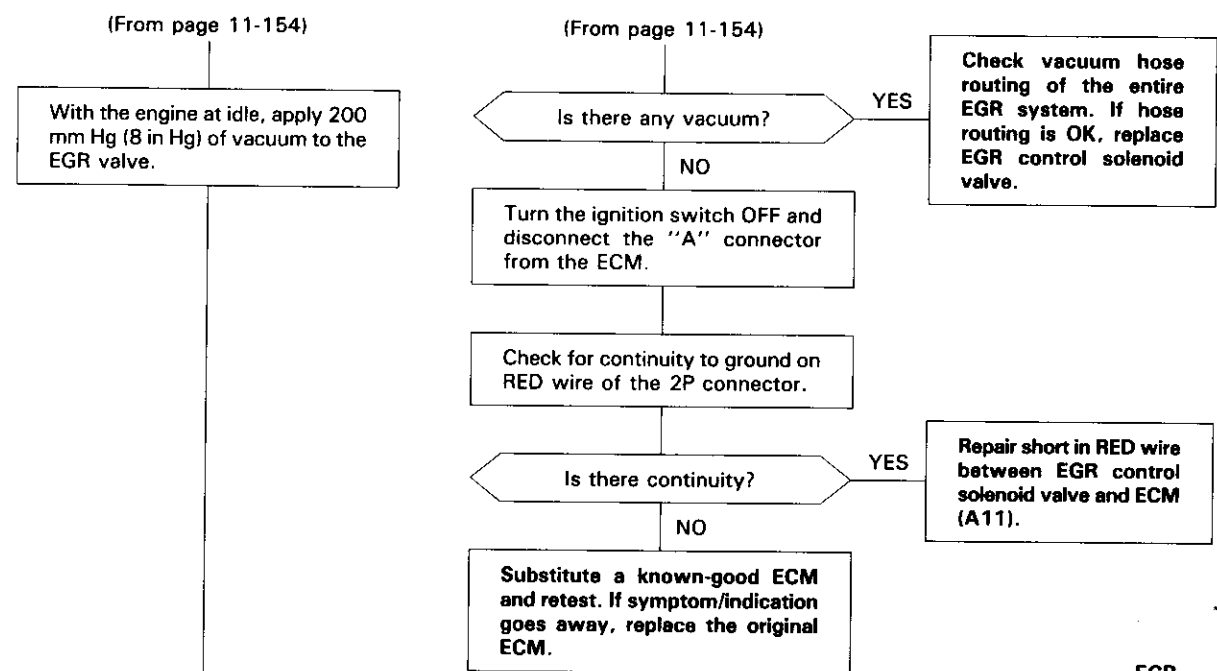 (From page 11-154)
With the engine at idle, apply 200
mm Hg (8 in Hg) of vacuum to the
EGR valve.
(From page 11-154)
Is there any vacuum?
YES
Check vacuum hose
routing of the entire
EGR system. If hose
routing is OK, replace
EGR control solenoid
valve.
NO
Turn the ignition switch OFF and
disconnect the "A" connector
from the ECM.
Check for continuity to ground on
RED wire of the 2P connector.
Is there continuity?
YES
Repair short in RED wire
between EGR control
solenoid valve and ECM
(A11).
NO
Substitute a known-good ECM
and retest. If symptom/indication
goes away, replace the original
ECM.
EGR